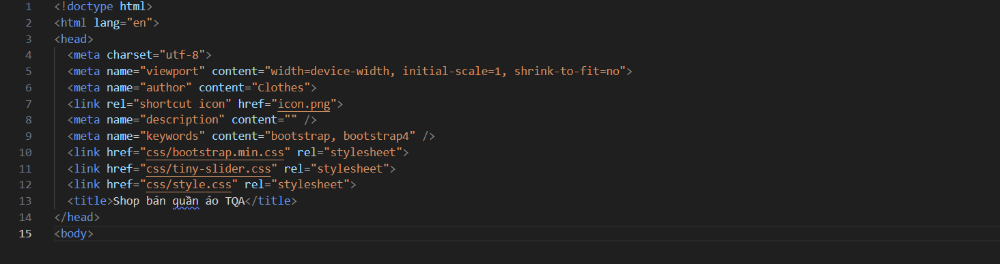 1 <!doctype html>
2 <html lang="en">
3 <head>
4 <meta charset="utf-8">
5 <meta name="viewport" content="width=device-width, initial-scale=1, shrink-to-fit=no">
6 <meta name="author" content="Clothes">
7 <link rel="shortcut icon" href="icon.png">
8 <meta name="description" content="" />
9 <meta name="keywords" content="bootstrap, bootstrap4" />
10 <link href="css/bootstrap.min.css" rel="stylesheet">
11 <link href="css/tiny-slider.css" rel="stylesheet">
12 <link href="css/style.css" rel="stylesheet">
13 <title>Shop bán quần áo TQA</title>
14 </head>
15 <body>